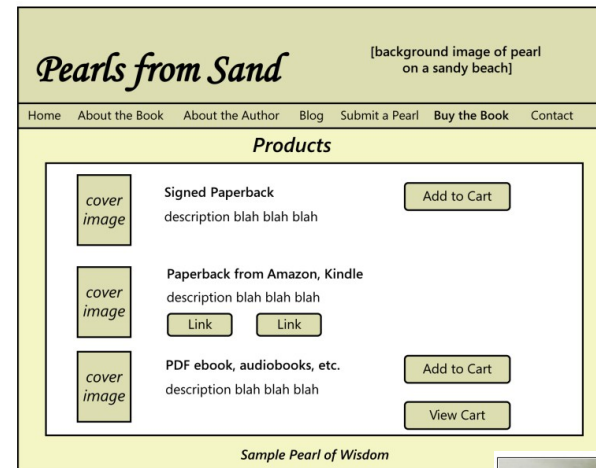 Pearls from Sand
[background image of pearl
on a sandy beach]
Home About the Book About the Author Blog Submit a Pearl Buy the Book Contact
Products
cover
image
Signed Paperback
description blah blah blah
Add to Cart
cover
image
Paperback from Amazon, Kindle
description blah blah blah
Link Link
cover
image
PDF ebook, audiobooks, etc.
description blah blah blah
Add to Cart
View Cart
Sample Pearl of Wisdom